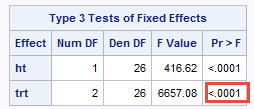 Type 3 Tests of Fixed Effects
Effect Num DF Den DF F Value Pr > F
ht 1 26 416.62 <.0001
trt 2 26 6657.08 <.0001